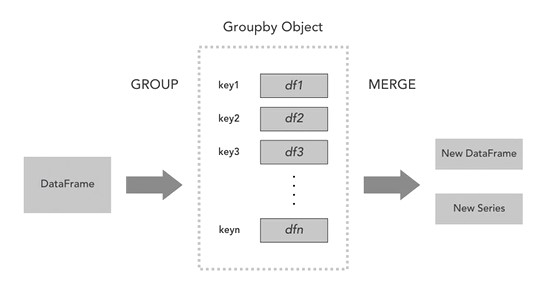 Groupby Object
GROUP
MERGE
key1
df1
key2
df2
key3
df3
keyn
dfn
DataFrame
New DataFrame
New Series